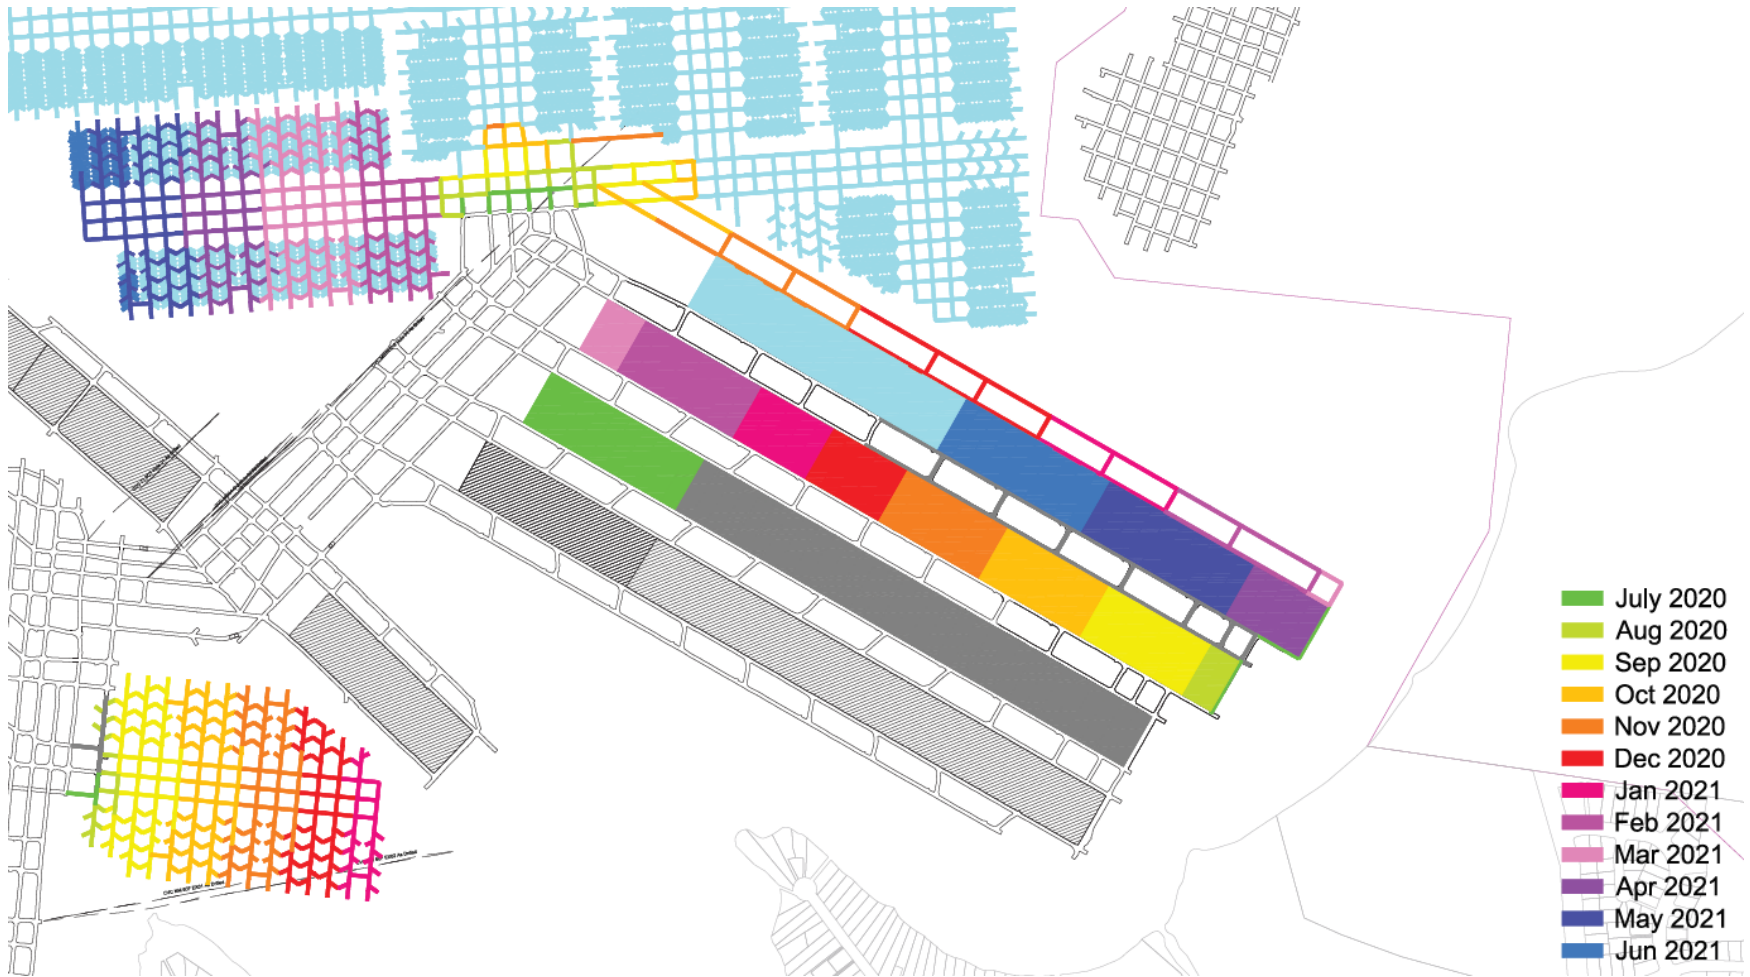 July 2020
Aug 2020
Sep 2020
Oct 2020
Nov 2020
Dec 2020
Jan 2021
Feb 2021
Mar 2021
Apr 2021
May 2021
Jun 2021